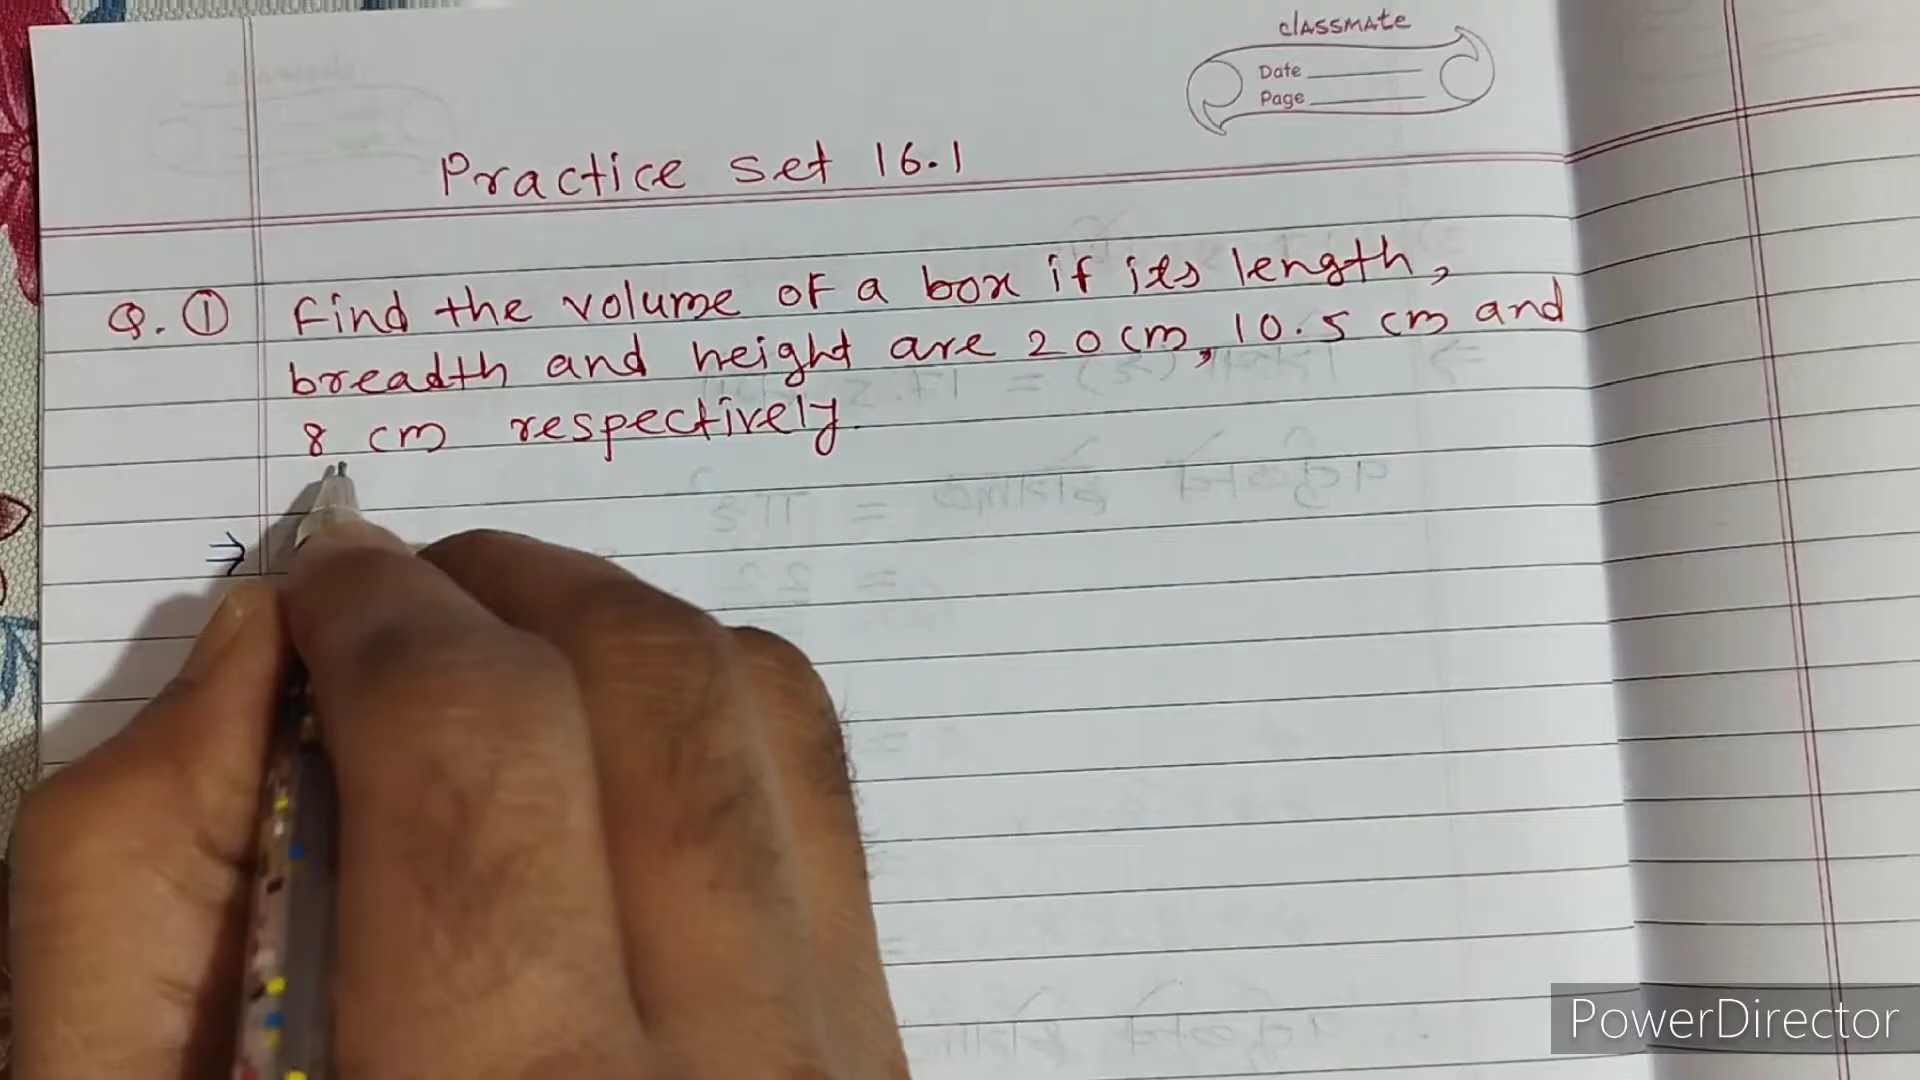 classmate
Date
Page
Practice set 16.1
Q. ① Find the volume of a box if its length,
breadth and height are 20 cm, 10.5 cm and
8 cm respectively.
⇒
PowerDirector